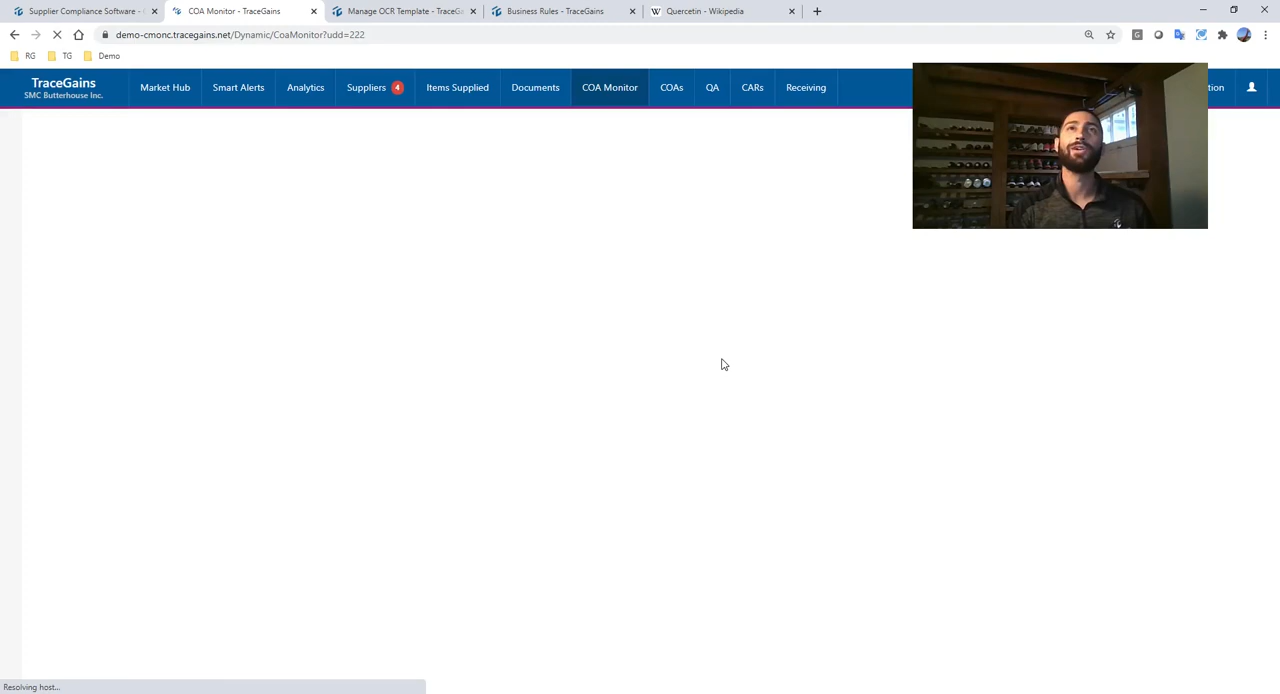 Supplier Compliance Software -
COA Monitor - TraceGains
Manage OCR Template - TraceGa
Business Rules - TraceGains
Quercetin - Wikipedia
demo-cmonc.tracegains.net/Dynamic/CoaMonitor?udd=222
RG
TG
Demo
TraceGains
SMC Butterhouse Inc.
Market Hub
Smart Alerts
Analytics
Suppliers 4
Items Supplied
Documents
COA Monitor
COAs
QA
CARs
Receiving
tion
Resolving host...